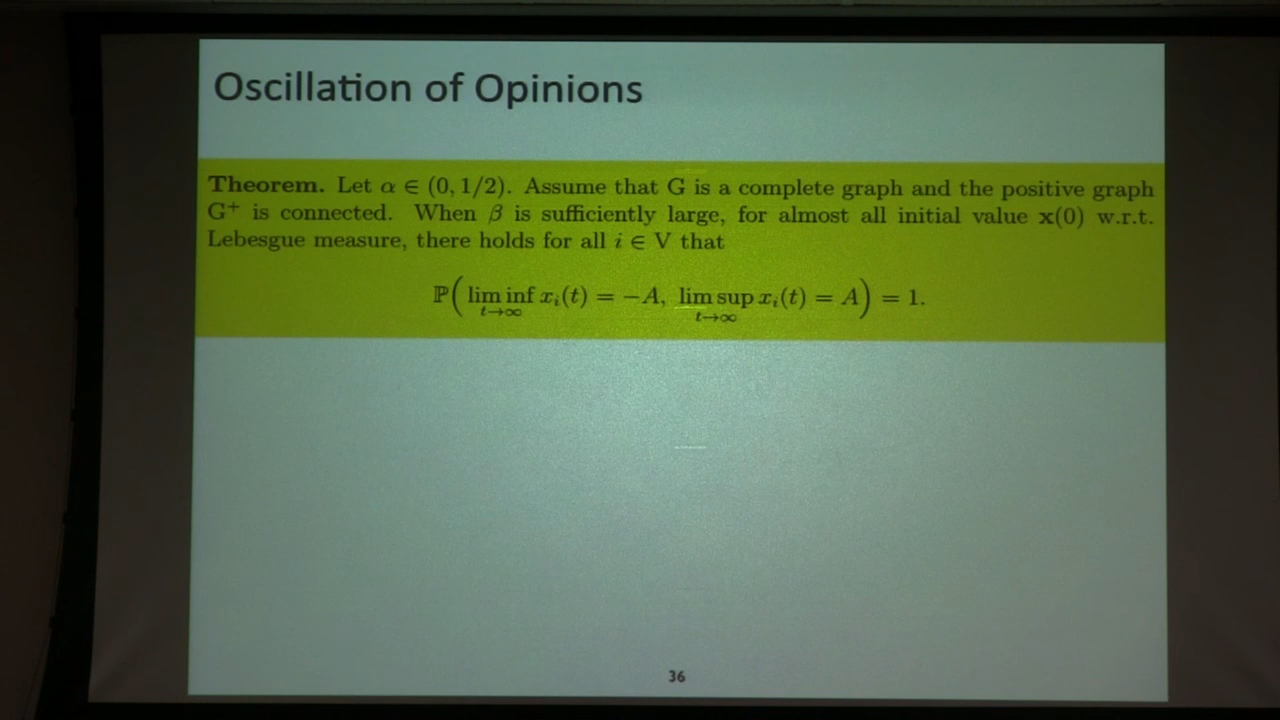 Oscillation of Opinions
Theorem. Let α ∈ (0, 1/2). Assume that G is a complete graph and the positive graph
G⁺ is connected. When β is sufficiently large, for almost all initial value x(0) w.r.t.
Lebesgue measure, there holds for all i ∈ V that
ℙ( lim inf_{t→∞} xᵢ(t) = −A, lim sup_{t→∞} xᵢ(t) = A ) = 1.
36